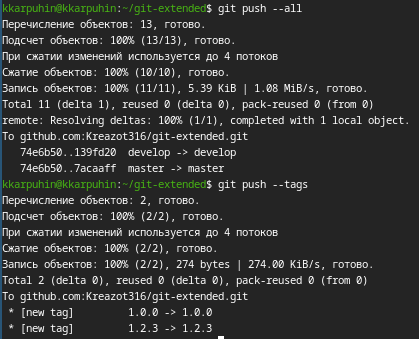 kkarpuhin@kkarpuhin:~/git-extended$ git push --all
Перечисление объектов: 13, готово.
Подсчет объектов: 100% (13/13), готово.
При сжатии изменений используется до 4 потоков
Сжатие объектов: 100% (10/10), готово.
Запись объектов: 100% (11/11), 5.39 KiB | 1.08 MiB/s, готово.
Total 11 (delta 1), reused 0 (delta 0), pack-reused 0 (from 0)
remote: Resolving deltas: 100% (1/1), completed with 1 local object.
To github.com:Kreazot316/git-extended.git
   74e6b50..139fd20  develop -> develop
   74e6b50..7acaaff  master -> master
kkarpuhin@kkarpuhin:~/git-extended$ git push --tags
Перечисление объектов: 2, готово.
Подсчет объектов: 100% (2/2), готово.
При сжатии изменений используется до 4 потоков
Сжатие объектов: 100% (2/2), готово.
Запись объектов: 100% (2/2), 274 bytes | 274.00 KiB/s, готово.
Total 2 (delta 0), reused 0 (delta 0), pack-reused 0 (from 0)
To github.com:Kreazot316/git-extended.git
 * [new tag]         1.0.0 -> 1.0.0
 * [new tag]         1.2.3 -> 1.2.3